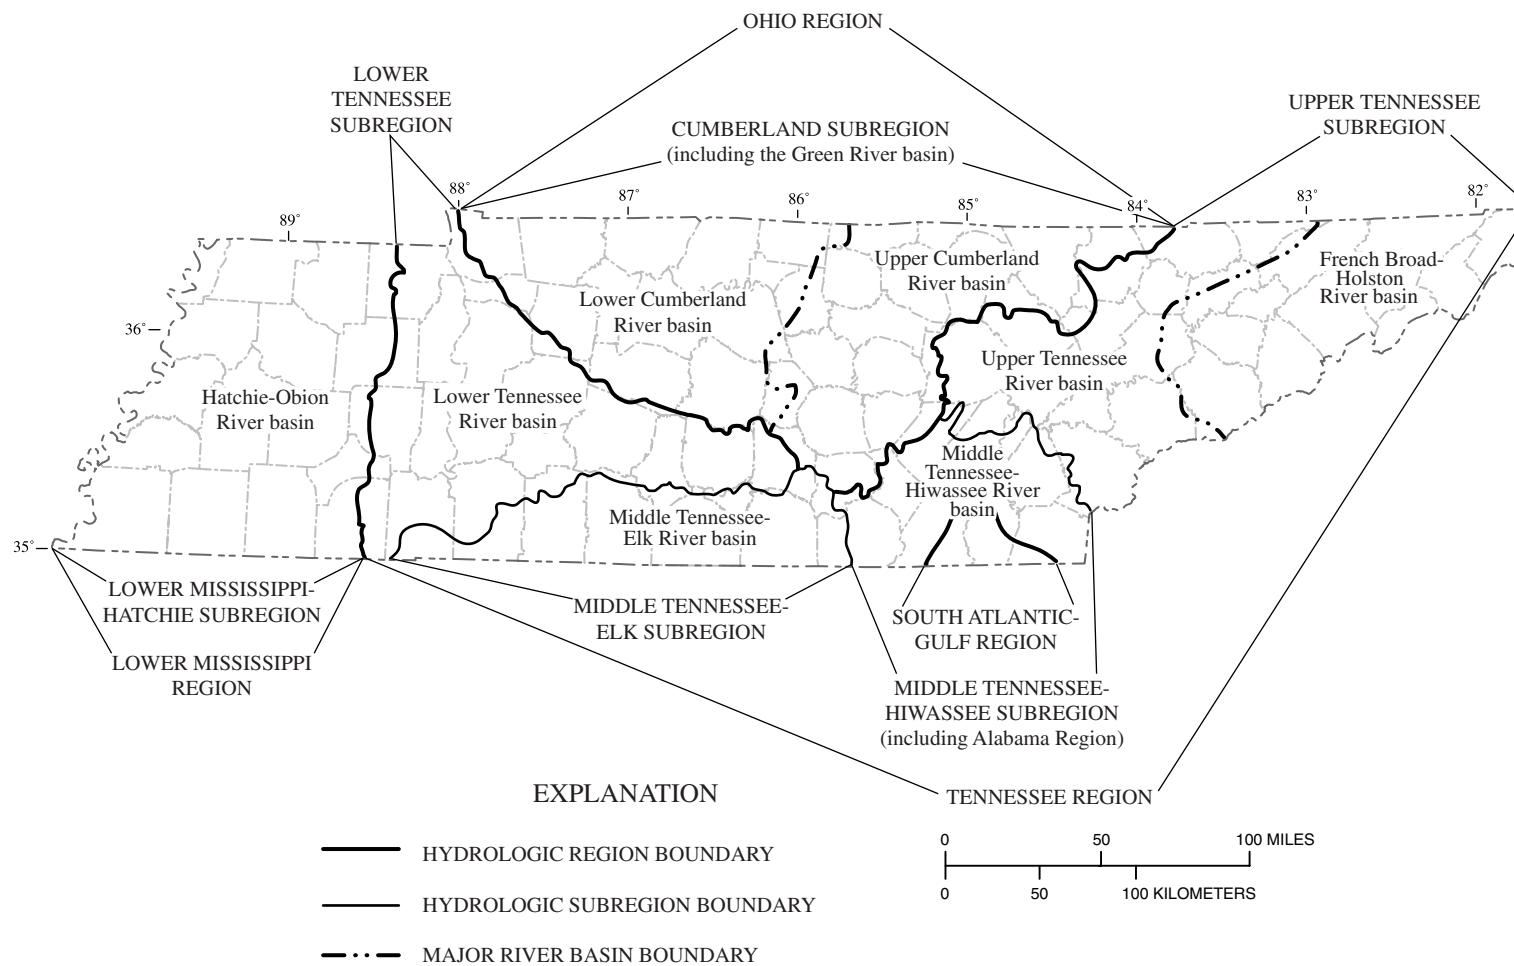 OHIO REGION
LOWER
TENNESSEE
SUBREGION
CUMBERLAND SUBREGION
(including the Green River basin)
UPPER TENNESSEE
SUBREGION
89°
88°
87°
86°
85°
84°
83°
82°
36°
35°
Hatchie-Obion
River basin
Lower Tennessee
River basin
Lower Cumberland
River basin
Upper Cumberland
River basin
Upper Tennessee
River basin
French Broad-
Holston
River basin
Middle Tennessee-
Elk River basin
Middle
Tennessee-
Hiwassee River
basin
LOWER MISSISSIPPI-
HATCHIE SUBREGION
LOWER MISSISSIPPI
REGION
MIDDLE TENNESSEE-
ELK SUBREGION
SOUTH ATLANTIC-
GULF REGION
MIDDLE TENNESSEE-
HIWASSEE SUBREGION
(including Alabama Region)
TENNESSEE REGION
EXPLANATION
HYDROLOGIC REGION BOUNDARY
HYDROLOGIC SUBREGION BOUNDARY
MAJOR RIVER BASIN BOUNDARY
0 50 100 MILES
0 50 100 KILOMETERS